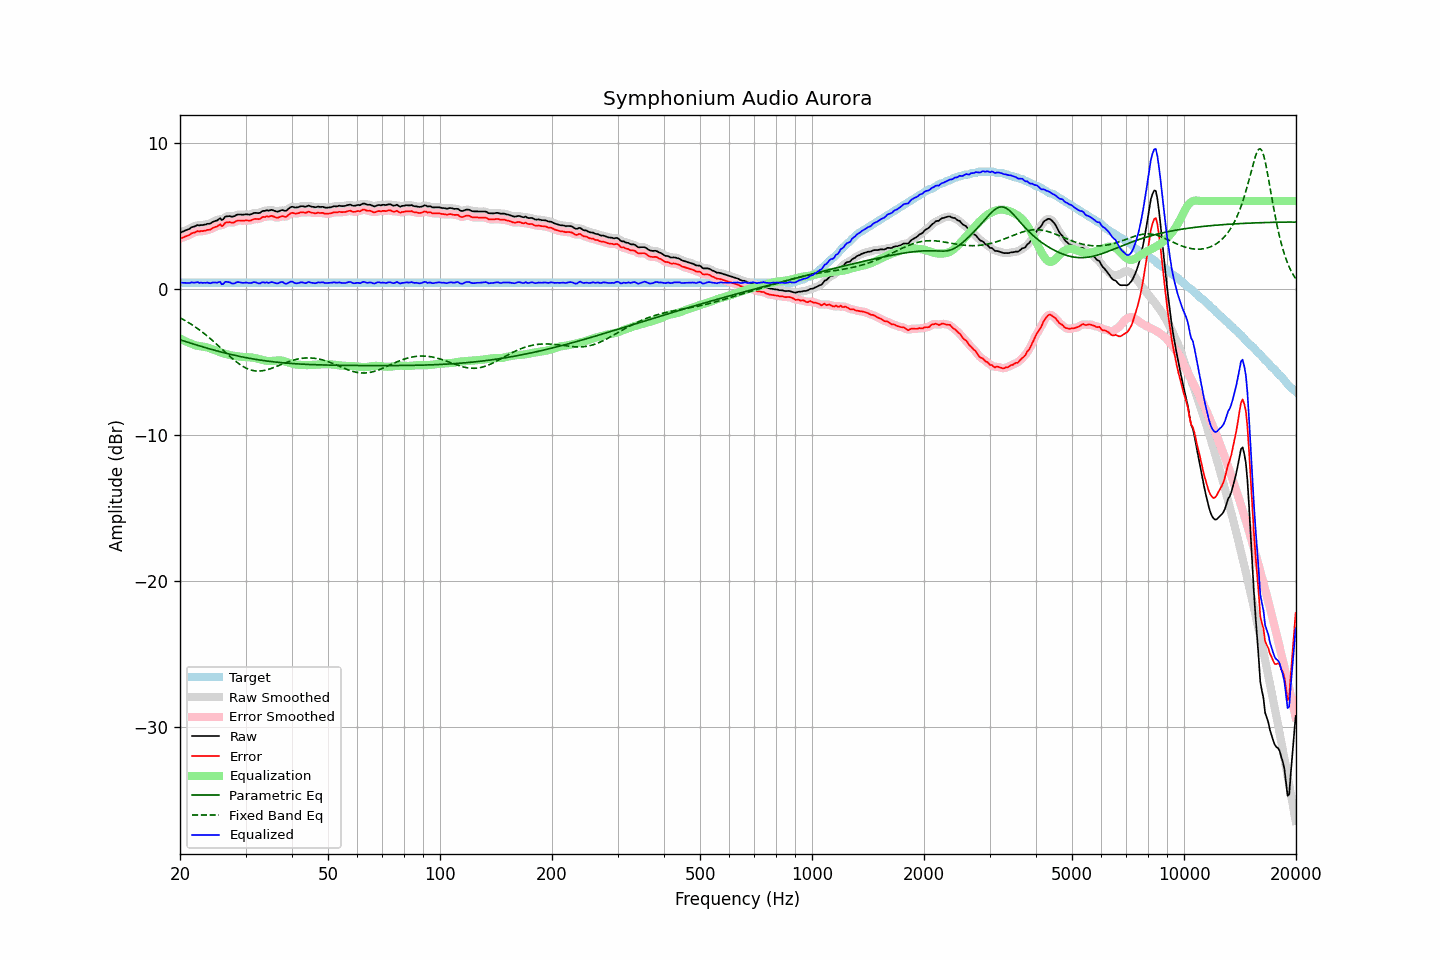 Symphonium Audio Aurora
10
0
−10
−20
−30
Amplitude (dBr)
Target
Raw Smoothed
Error Smoothed
Raw
Error
Equalization
Parametric Eq
Fixed Band Eq
Equalized
20 50 100 200 500 1000 2000 5000 10000 20000
Frequency (Hz)